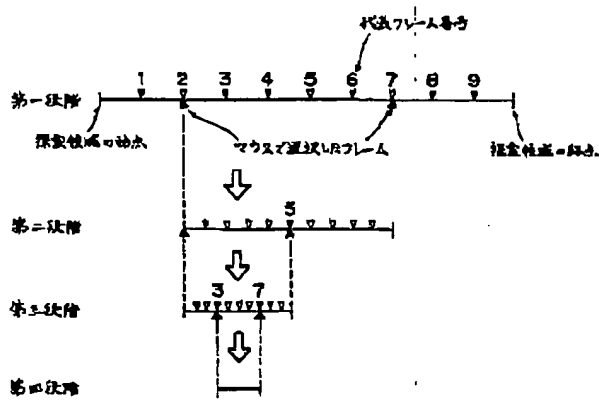 代表フレーム番号
1 2 3 4 5 6 7 8 9
第一段階
探索領域の始点
マウスで選択したフレーム
探索領域の終点
5
第二段階
3 7
第三段階
第四段階